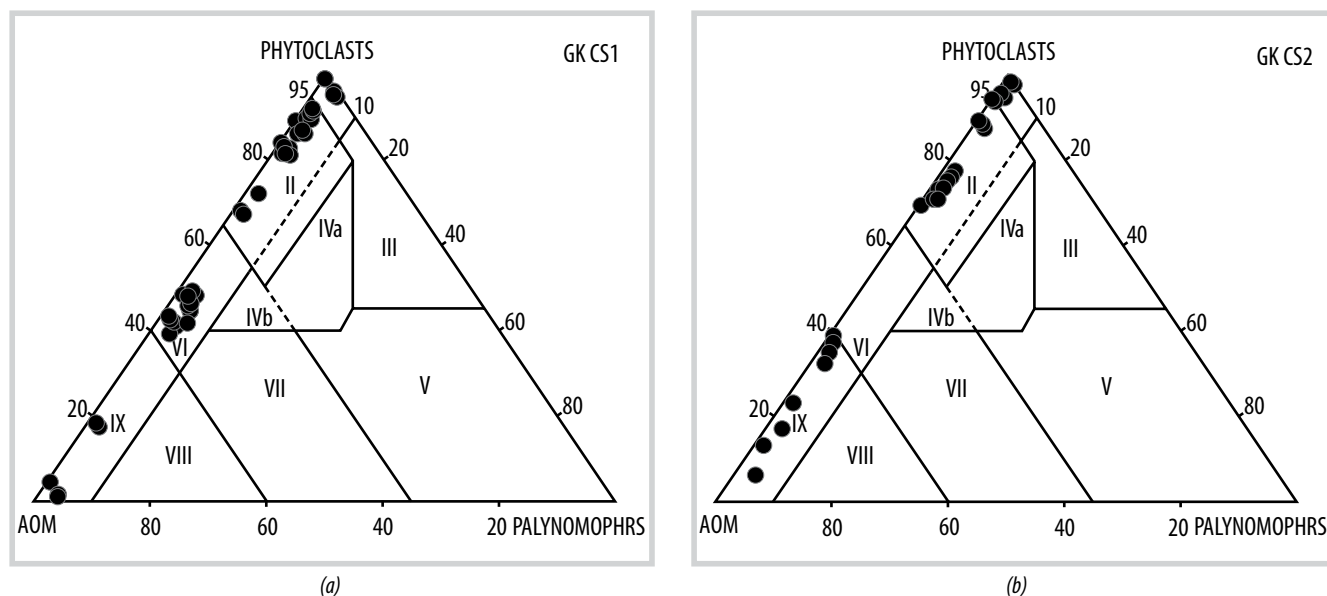 PHYTOCLASTS GK CS1
95 10
80 20
II
IVa
60 III 40
IVb
40 VI 60
VII V
20 IX 80
VIII
AOM 80 60 40 20 PALYNOMOPHRS
(a)
PHYTOCLASTS GK CS2
95 10
80 20
II
IVa
60 III 40
IVb
40 VI 60
VII V
20 IX 80
VIII
AOM 80 60 40 20 PALYNOMOPHRS
(b)